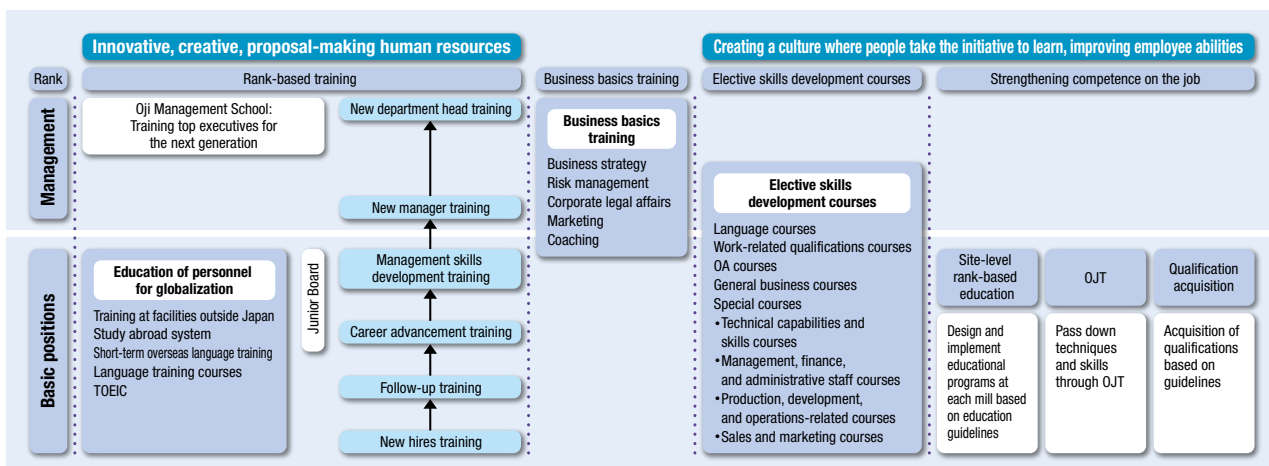 Innovative, creative, proposal-making human resources
Creating a culture where people take the initiative to learn, improving employee abilities
Rank
Rank-based training
Business basics training
Elective skills development courses
Strengthening competence on the job
Management
Oji Management School:
Training top executives for
the next generation
New department head training
New manager training
Business basics
training
Business strategy
Risk management
Corporate legal affairs
Marketing
Coaching
Basic positions
Education of personnel
for globalization
Training at facilities outside Japan
Study abroad system
Short-term overseas language training
Language training courses
TOEIC
Junior Board
Management skills
development training
Career advancement training
Follow-up training
New hires training
Elective skills
development courses
Language courses
Work-related qualifications courses
OA courses
General business courses
Special courses
•Technical capabilities and
skills courses
•Management, finance,
and administrative staff courses
•Production, development,
and operations-related courses
•Sales and marketing courses
Site-level
rank-based
education
Design and
implement
educational
programs at
each mill based
on education
guidelines
OJT
Pass down
techniques
and skills
through OJT
Qualification
acquisition
Acquisition of
qualifications
based on
guidelines